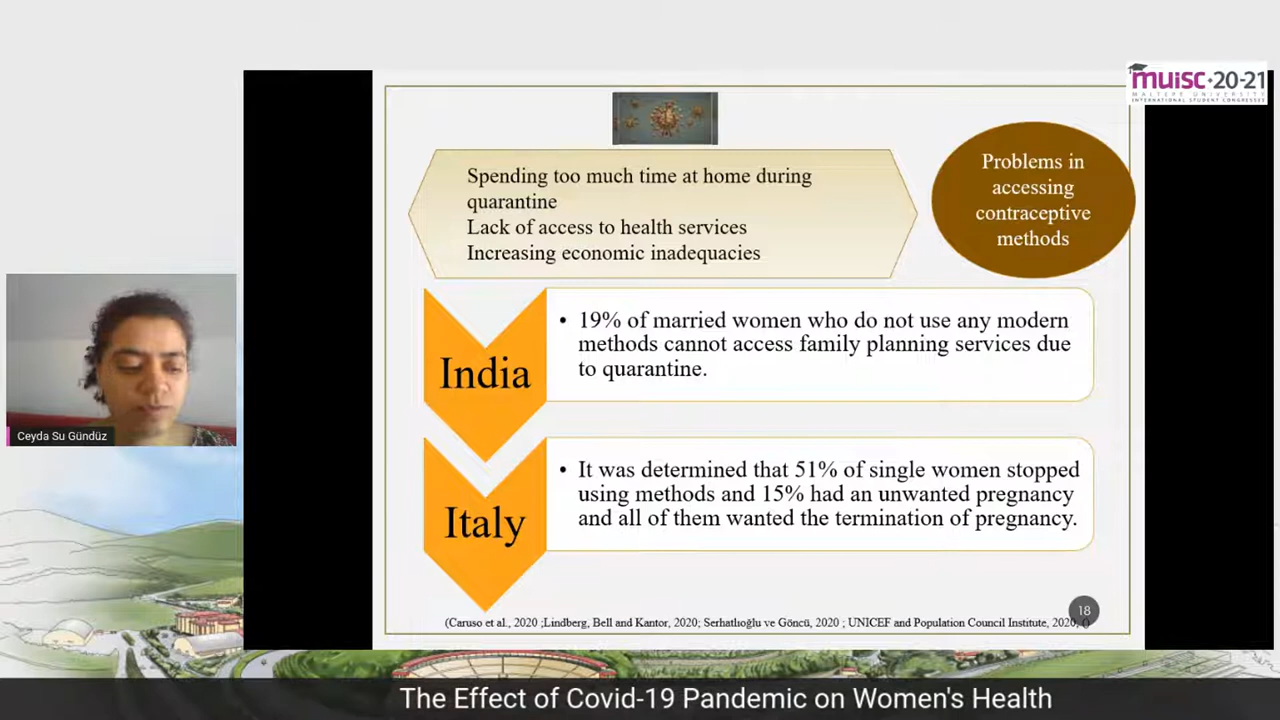 muisc·20-21
MALTEPE UNIVERSITY
INTERNATIONAL STUDENT CONGRESSES
Spending too much time at home during
quarantine
Lack of access to health services
Increasing economic inadequacies
Problems in
accessing
contraceptive
methods
India
• 19% of married women who do not use any modern
methods cannot access family planning services due
to quarantine.
Italy
• It was determined that 51% of single women stopped
using methods and 15% had an unwanted pregnancy
and all of them wanted the termination of pregnancy.
18
(Caruso et al., 2020 ;Lindberg, Bell and Kantor, 2020; Serhatlıoğlu ve Göncü, 2020 ; UNICEF and Population Council Institute, 2020; ()
Ceyda Su Gündüz
The Effect of Covid-19 Pandemic on Women's Health